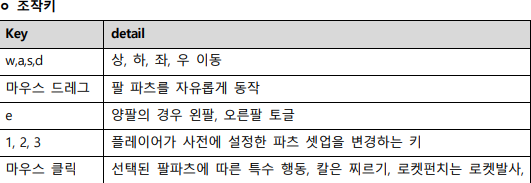 조작키
Key detail
w,a,s,d 상, 하, 좌, 우 이동
마우스 드레그 팔 파츠를 자유롭게 동작
e 양팔의 경우 왼팔, 오른팔 토글
1, 2, 3 플레이어가 사전에 설정한 파츠 셋업을 변경하는 키
마우스 클릭 선택된 팔파츠에 따른 특수 행동, 칼은 찌르기, 로켓펀치는 로켓발사,